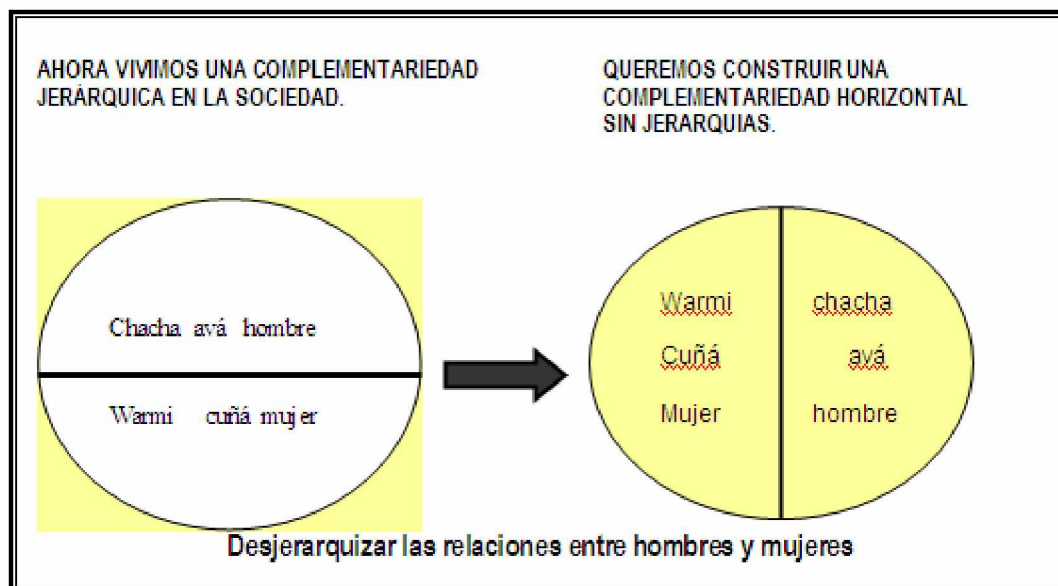 AHORA VIVIMOS UNA COMPLEMENTARIEDAD
JERÁRQUICA EN LA SOCIEDAD.
QUEREMOS CONSTRUIR UNA
COMPLEMENTARIEDAD HORIZONTAL
SIN JERARQUIAS.
Chacha avá hombre
Warmi cuñá mujer
Warmi chacha
Cuñá avá
Mujer hombre
Desjerarquizar las relaciones entre hombres y mujeres